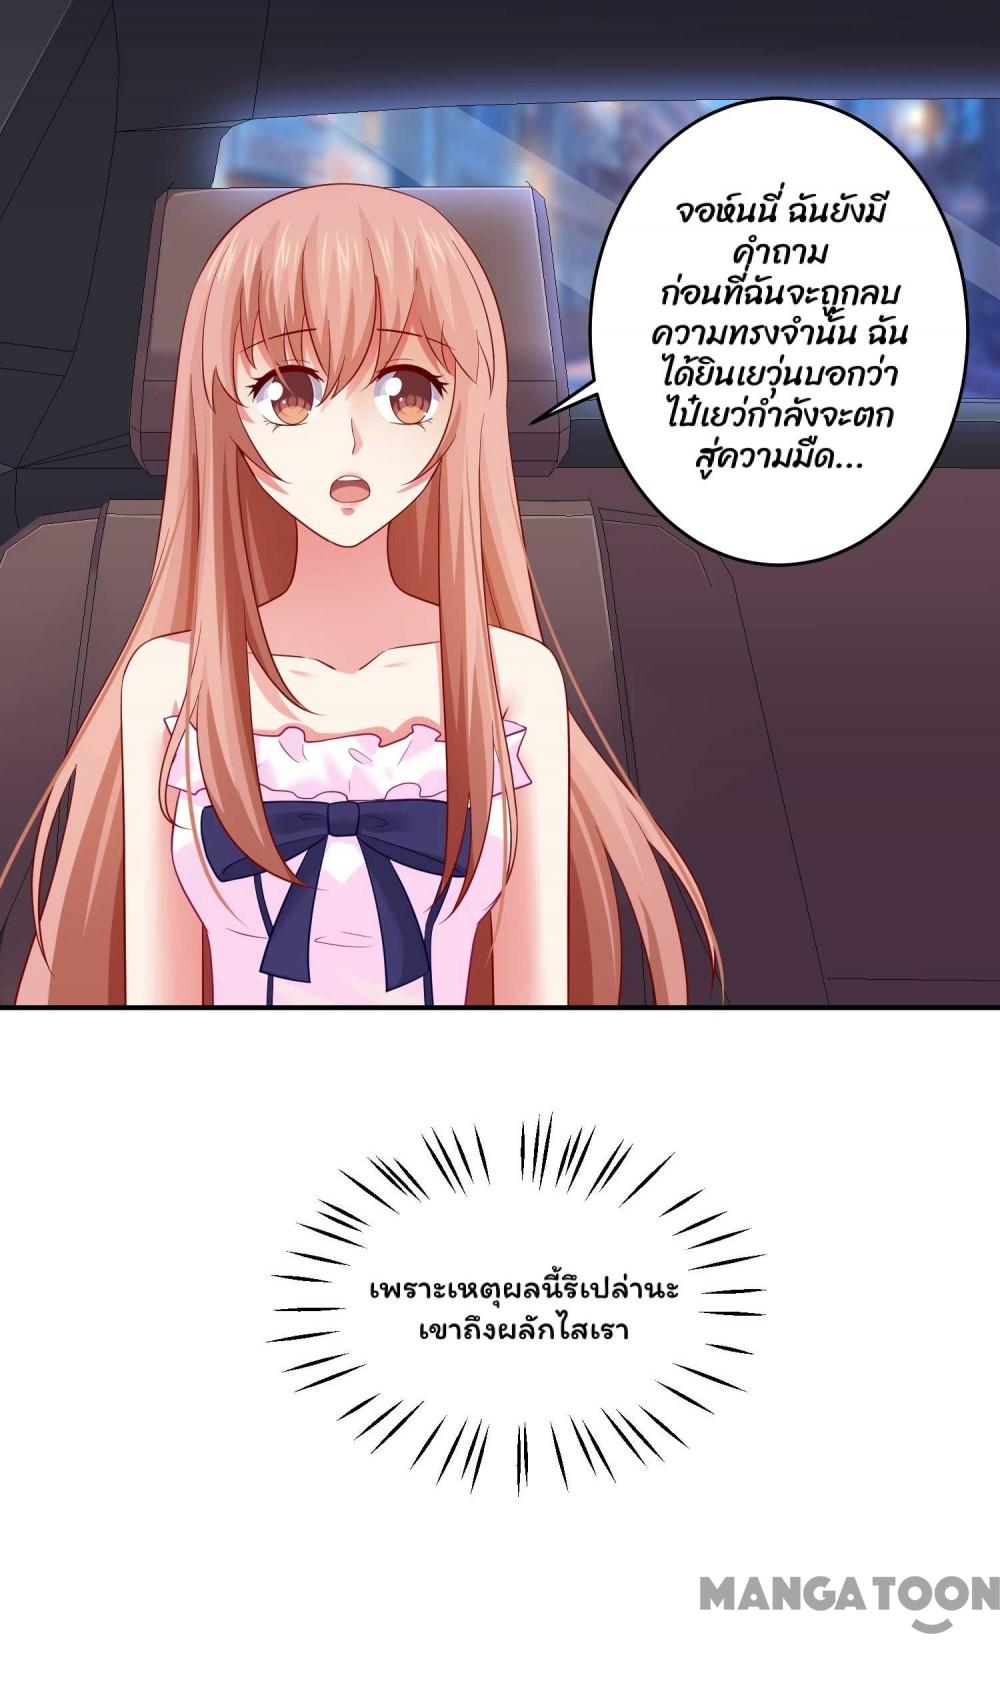 จอห์นนี่ ฉันยังมี
คำถาม
ก่อนที่ฉันจะถูกลบ
ความทรงจำนั้น ฉัน
ได้ยินเยวุ่นบอกว่า
ไป๋เยว่กำลังจะตก
สู่ความมืด...
เพราะเหตุผลนี้รึเปล่านะ
เขาถึงผลักไสเรา
MANGATOON